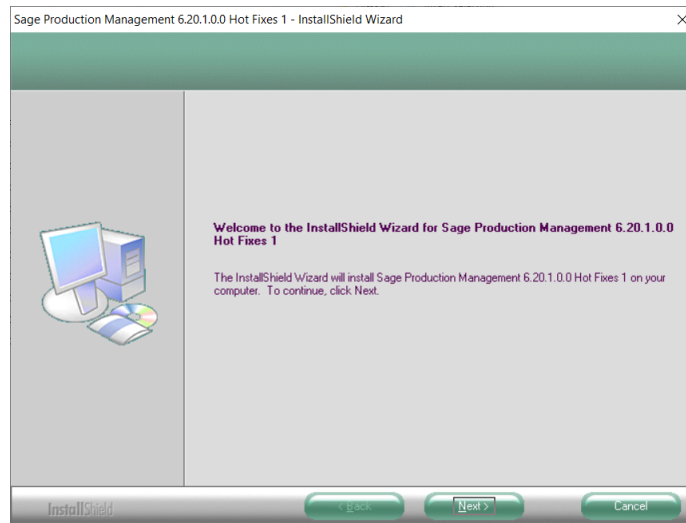 Sage Production Management 6.20.1.0.0 Hot Fixes 1 - InstallShield Wizard
Welcome to the InstallShield Wizard for Sage Production Management 6.20.1.0.0
Hot Fixes 1
The InstallShield Wizard will install Sage Production Management 6.20.1.0.0 Hot Fixes 1 on your
computer. To continue, click Next.
InstallShield
< Back
Next >
Cancel